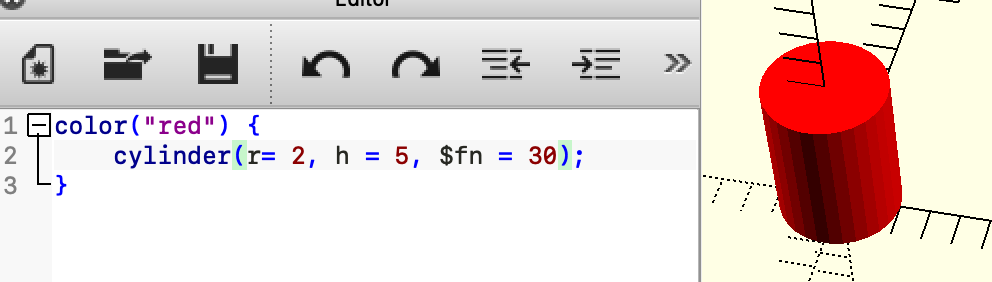 Editor
1 color("red") {
2 cylinder(r= 2, h = 5, $fn = 30);
3 }